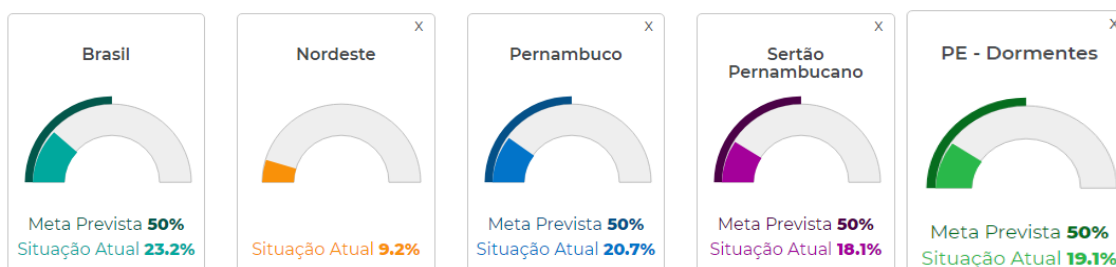 Brasil
Meta Prevista 50%
Situação Atual 23.2%
X
Nordeste
Situação Atual 9.2%
X
Pernambuco
Meta Prevista 50%
Situação Atual 20.7%
X
Sertão
Pernambucano
Meta Prevista 50%
Situação Atual 18.1%
X
PE - Dormentes
Meta Prevista 50%
Situação Atual 19.1%